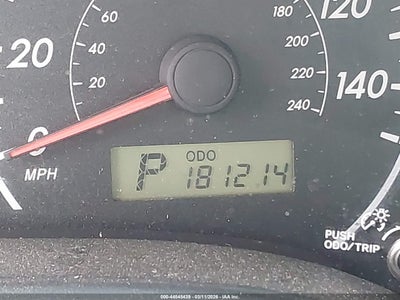 60 180 120
20 40 200
20 220 140
240
0
MPH
P ODO
181214
PUSH
ODO/TRIP
000-44648438 - 03/11/2026 - IAA Inc.